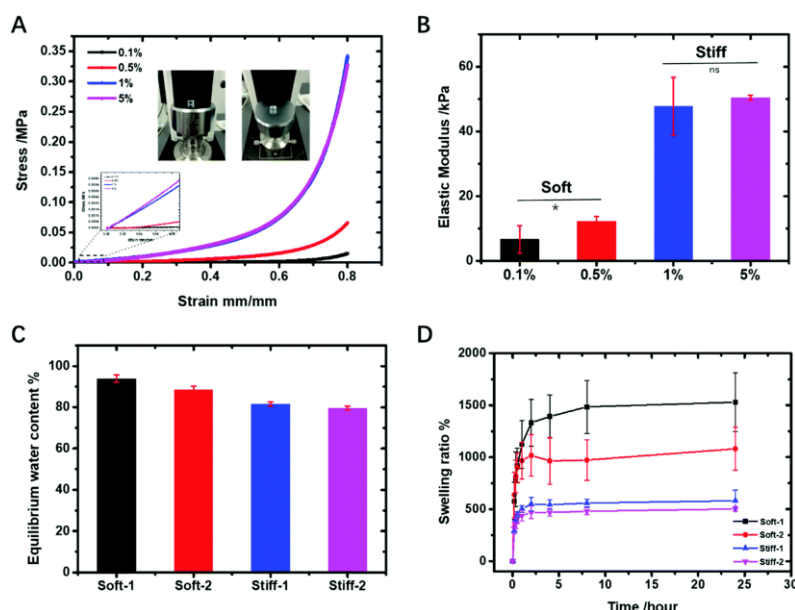 A
0.1%
0.5%
1%
5%
Stress /MPa
0.35
0.30
0.25
0.20
0.15
0.10
0.05
0.00
0.0
0.2
0.4
0.6
0.8
1.0
Strain mm/mm
B
Elastic Modulus /kPa
60
40
20
0
Soft
*
Stiff
ns
0.1%
0.5%
1%
5%
C
Equilibrium water content %
100
80
60
40
20
0
Soft-1
Soft-2
Stiff-1
Stiff-2
D
Swelling ratio %
2000
1500
1000
500
0
Soft-1
Soft-2
Stiff-1
Stiff-2
0
5
10
15
20
25
30
Time /hour